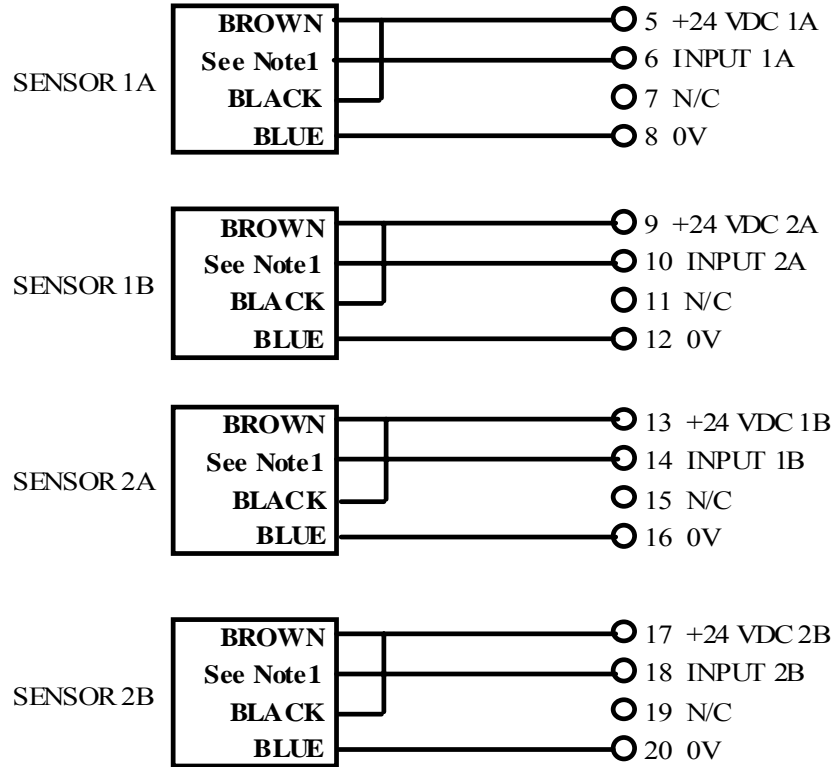 BROWN 5 +24 VDC 1A
See Note1 6 INPUT 1A
SENSOR 1A
BLACK 7 N/C
BLUE 8 0V
BROWN 9 +24 VDC 2A
See Note1 10 INPUT 2A
SENSOR 1B
BLACK 11 N/C
BLUE 12 0V
BROWN 13 +24 VDC 1B
See Note1 14 INPUT 1B
SENSOR 2A
BLACK 15 N/C
BLUE 16 0V
BROWN 17 +24 VDC 2B
See Note1 18 INPUT 2B
SENSOR 2B
BLACK 19 N/C
BLUE 20 0V